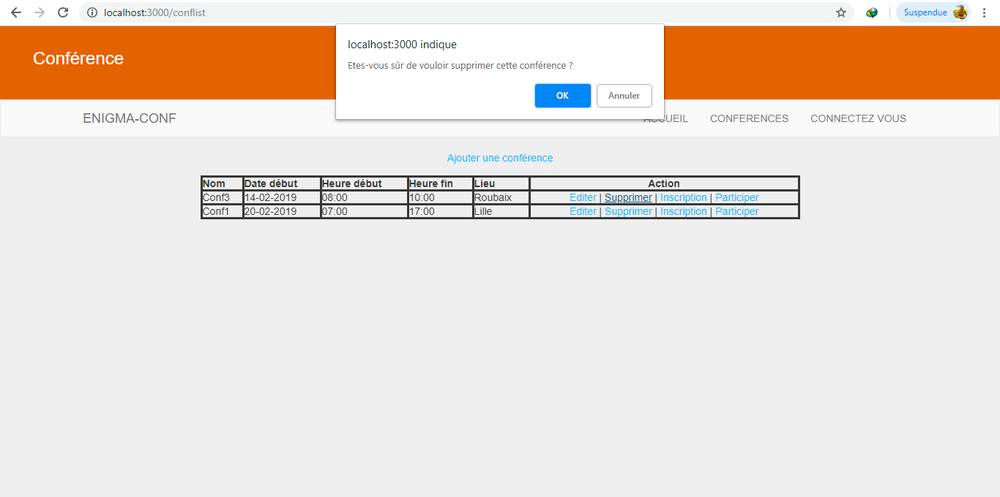 localhost:3000/conflist
Suspendue
Conférence
localhost:3000 indique
Etes-vous sûr de vouloir supprimer cette conférence ?
OK Annuler
ENIGMA-CONF ACCUEIL CONFERENCES CONNECTEZ VOUS
Ajouter une conférence
Nom Date début Heure début Heure fin Lieu Action
Conf3 14-02-2019 08:00 10:00 Roubaix Editer | Supprimer | Inscription | Participer
Conf1 20-02-2019 07:00 17:00 Lille Editer | Supprimer | Inscription | Participer